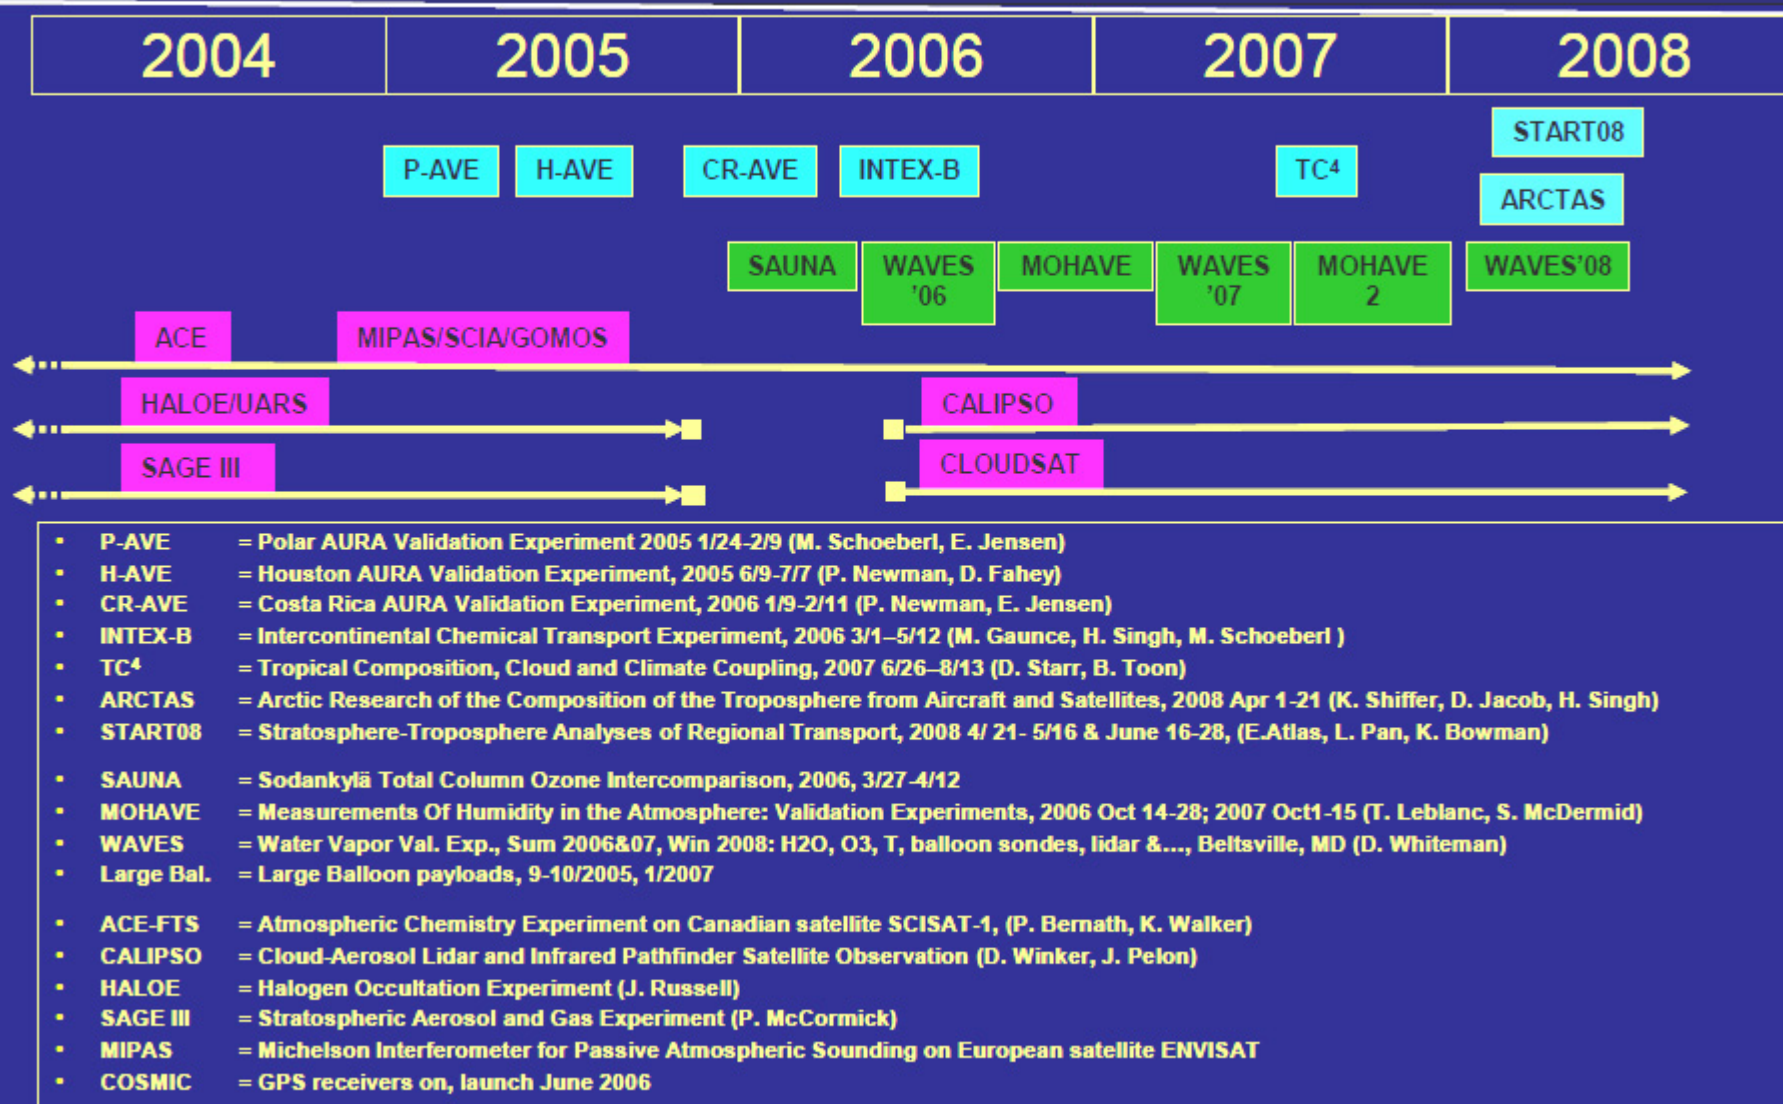 2004 2005 2006 2007 2008
START08
P-AVE H-AVE CR-AVE INTEX-B TC⁴
ARCTAS
SAUNA WAVES '06 MOHAVE WAVES '07 MOHAVE 2 WAVES'08
ACE MIPAS/SCIA/GOMOS
HALOE/UARS CALIPSO
SAGE III CLOUDSAT
• P-AVE = Polar AURA Validation Experiment 2005 1/24-2/9 (M. Schoeberl, E. Jensen)
• H-AVE = Houston AURA Validation Experiment, 2005 6/9-7/7 (P. Newman, D. Fahey)
• CR-AVE = Costa Rica AURA Validation Experiment, 2006 1/9-2/11 (P. Newman, E. Jensen)
• INTEX-B = Intercontinental Chemical Transport Experiment, 2006 3/1–5/12 (M. Gaunce, H. Singh, M. Schoeberl )
• TC⁴ = Tropical Composition, Cloud and Climate Coupling, 2007 6/26–8/13 (D. Starr, B. Toon)
• ARCTAS = Arctic Research of the Composition of the Troposphere from Aircraft and Satellites, 2008 Apr 1-21 (K. Shiffer, D. Jacob, H. Singh)
• START08 = Stratosphere-Troposphere Analyses of Regional Transport, 2008 4/ 21- 5/16 & June 16-28, (E.Atlas, L. Pan, K. Bowman)
• SAUNA = Sodankylä Total Column Ozone Intercomparison, 2006, 3/27-4/12
• MOHAVE = Measurements Of Humidity in the Atmosphere: Validation Experiments, 2006 Oct 14-28; 2007 Oct1-15 (T. Leblanc, S. McDermid)
• WAVES = Water Vapor Val. Exp., Sum 2006&07, Win 2008: H2O, O3, T, balloon sondes, lidar &..., Beltsville, MD (D. Whiteman)
• Large Bal. = Large Balloon payloads, 9-10/2005, 1/2007
• ACE-FTS = Atmospheric Chemistry Experiment on Canadian satellite SCISAT-1, (P. Bernath, K. Walker)
• CALIPSO = Cloud-Aerosol Lidar and Infrared Pathfinder Satellite Observation (D. Winker, J. Pelon)
• HALOE = Halogen Occultation Experiment (J. Russell)
• SAGE III = Stratospheric Aerosol and Gas Experiment (P. McCormick)
• MIPAS = Michelson Interferometer for Passive Atmospheric Sounding on European satellite ENVISAT
• COSMIC = GPS receivers on, launch June 2006